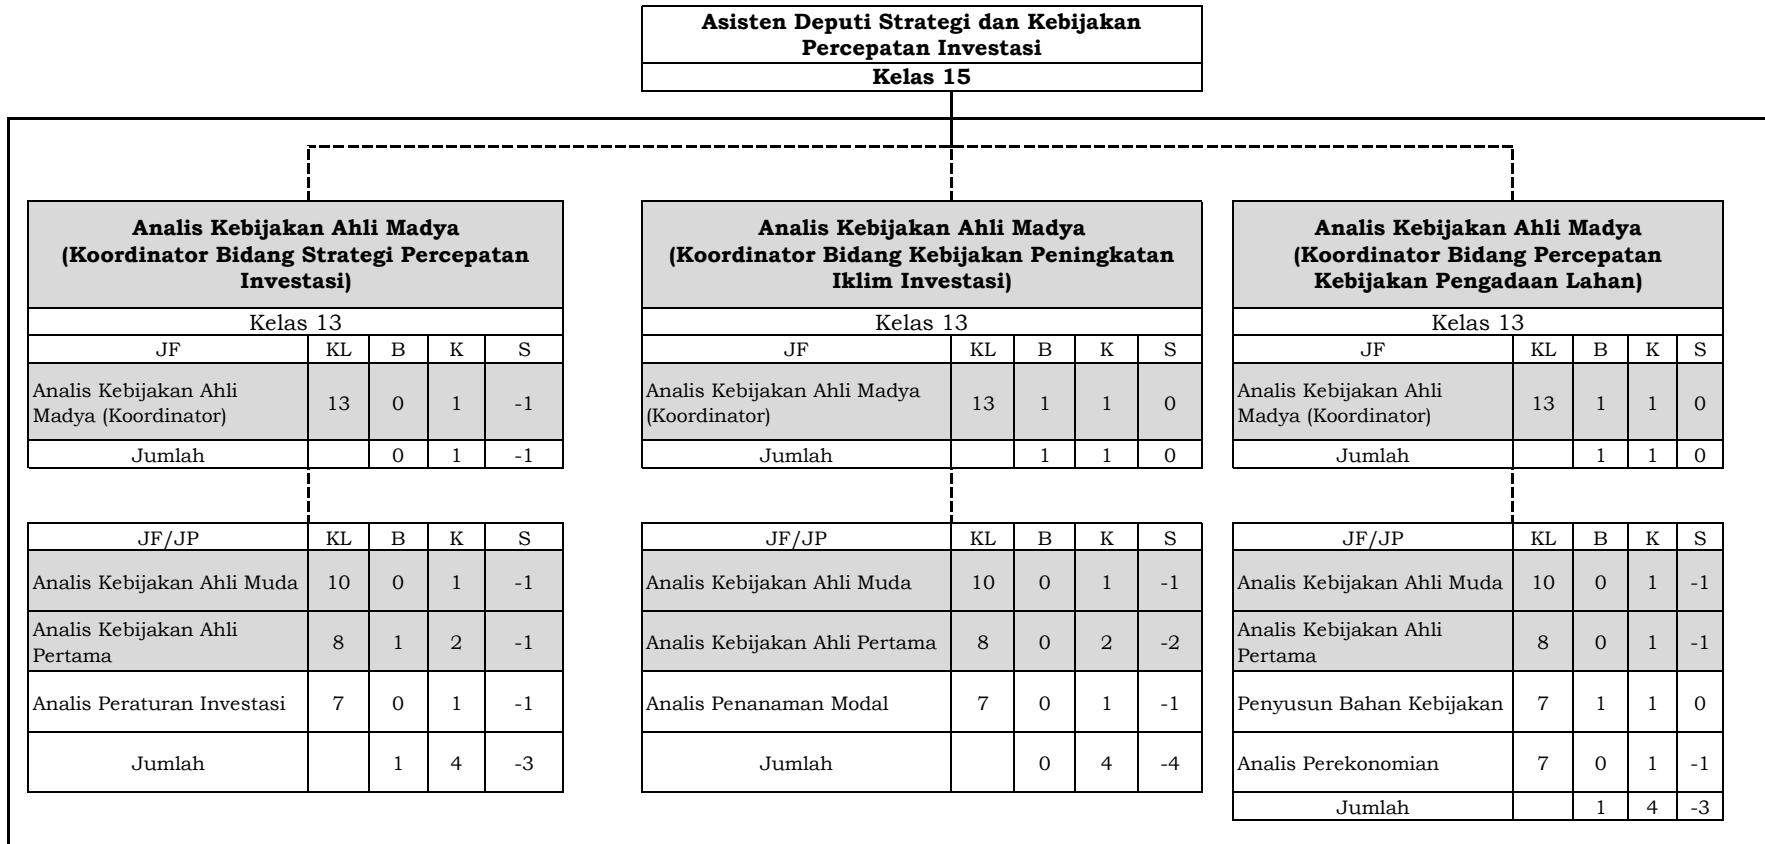 Asisten Deputi Strategi dan Kebijakan
Percepatan Investasi
Kelas 15
Analis Kebijakan Ahli Madya
(Koordinator Bidang Strategi Percepatan
Investasi)
Kelas 13
JF KL B K S
Analis Kebijakan Ahli
Madya (Koordinator) 13 0 1 -1
Jumlah 0 1 -1
JF/JP KL B K S
Analis Kebijakan Ahli Muda 10 0 1 -1
Analis Kebijakan Ahli
Pertama 8 1 2 -1
Analis Peraturan Investasi 7 0 1 -1
Jumlah 1 4 -3
Analis Kebijakan Ahli Madya
(Koordinator Bidang Kebijakan Peningkatan
Iklim Investasi)
Kelas 13
JF KL B K S
Analis Kebijakan Ahli Madya
(Koordinator) 13 1 1 0
Jumlah 1 1 0
JF/JP KL B K S
Analis Kebijakan Ahli Muda 10 0 1 -1
Analis Kebijakan Ahli Pertama 8 0 2 -2
Analis Penanaman Modal 7 0 1 -1
Jumlah 0 4 -4
Analis Kebijakan Ahli Madya
(Koordinator Bidang Percepatan
Kebijakan Pengadaan Lahan)
Kelas 13
JF KL B K S
Analis Kebijakan Ahli
Madya (Koordinator) 13 1 1 0
Jumlah 1 1 0
JF/JP KL B K S
Analis Kebijakan Ahli Muda 10 0 1 -1
Analis Kebijakan Ahli
Pertama 8 0 1 -1
Penyusun Bahan Kebijakan 7 1 1 0
Analis Perekonomian 7 0 1 -1
Jumlah 1 4 -3